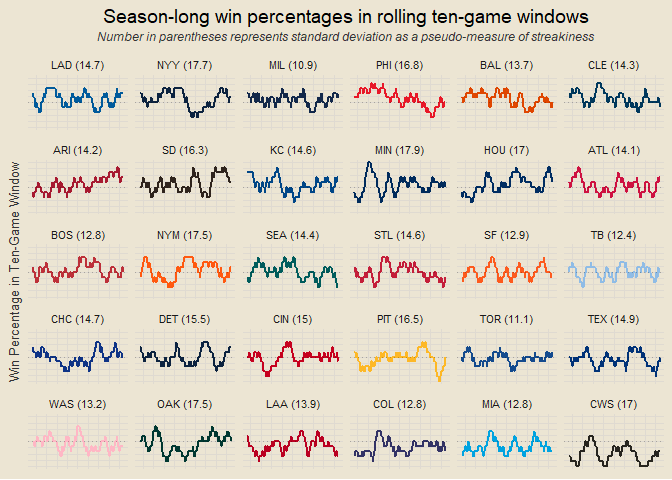 Season-long win percentages in rolling ten-game windows
Number in parentheses represents standard deviation as a pseudo-measure of streakiness
Win Percentage in Ten-Game Window
LAD (14.7) NYY (17.7) MIL (10.9) PHI (16.8) BAL (13.7) CLE (14.3)
ARI (14.2) SD (16.3) KC (14.6) MIN (17.9) HOU (17) ATL (14.1)
BOS (12.8) NYM (17.5) SEA (14.4) STL (14.6) SF (12.9) TB (12.4)
CHC (14.7) DET (15.5) CIN (15) PIT (16.5) TOR (11.1) TEX (14.9)
WAS (13.2) OAK (17.5) LAA (13.9) COL (12.8) MIA (12.8) CWS (17)